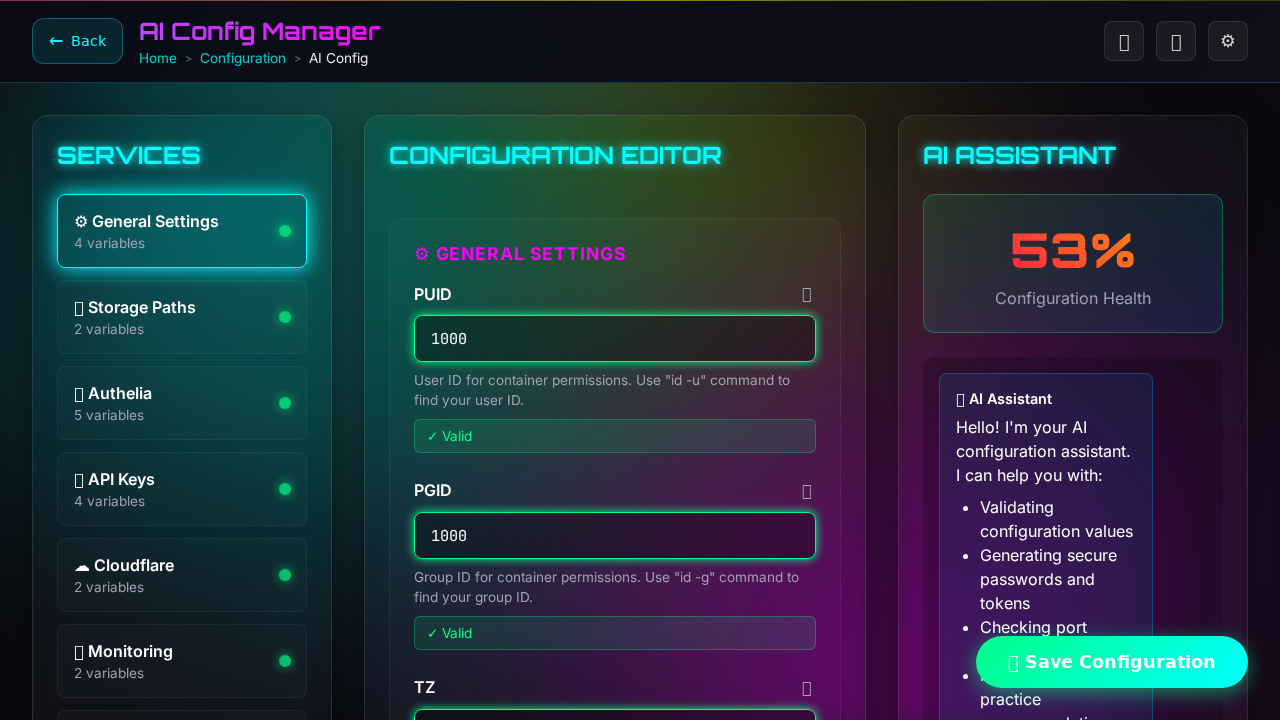 ← Back
AI Config Manager
Home > Configuration > AI Config
⚙
SERVICES
⚙ General Settings
4 variables
Storage Paths
2 variables
Authelia
5 variables
API Keys
4 variables
☁ Cloudflare
2 variables
Monitoring
2 variables
CONFIGURATION EDITOR
⚙ GENERAL SETTINGS
PUID
1000
User ID for container permissions. Use "id -u" command to
find your user ID.
✓ Valid
PGID
1000
Group ID for container permissions. Use "id -g" command to
find your group ID.
✓ Valid
TZ
AI ASSISTANT
53%
Configuration Health
AI Assistant
Hello! I'm your AI
configuration assistant.
I can help you with:
• Validating
configuration values
• Generating secure
passwords and
tokens
• Checking port
practice
Save Configuration